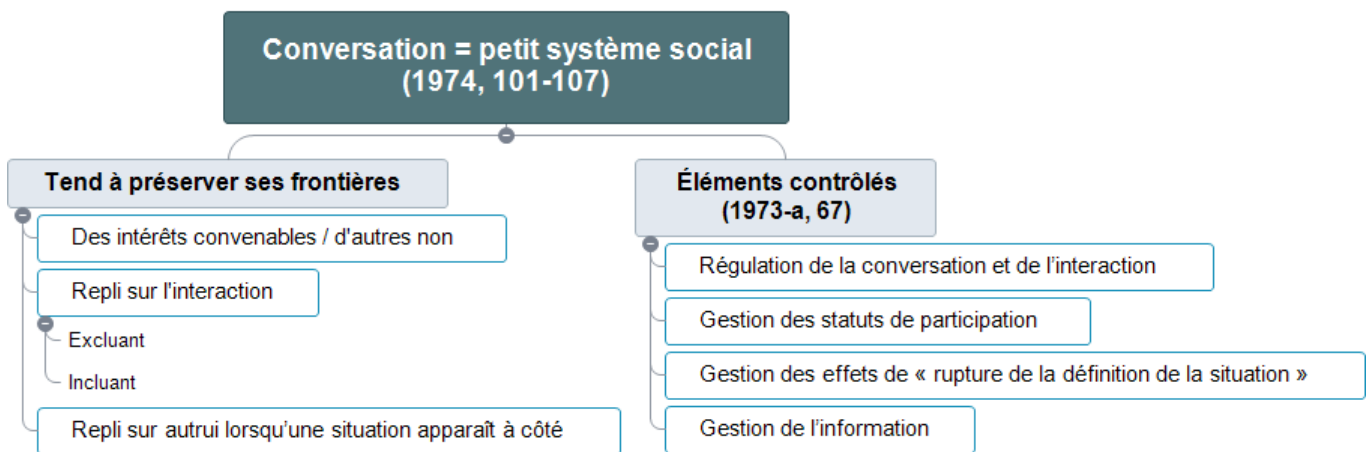 Conversation = petit système social
(1974, 101-107)
Tend à préserver ses frontières
Des intérêts convenables / d'autres non
Repli sur l'interaction
Excluant
Incluant
Repli sur autrui lorsqu’une situation apparaît à côté
Éléments contrôlés
(1973-a, 67)
Régulation de la conversation et de l’interaction
Gestion des statuts de participation
Gestion des effets de « rupture de la définition de la situation »
Gestion de l’information